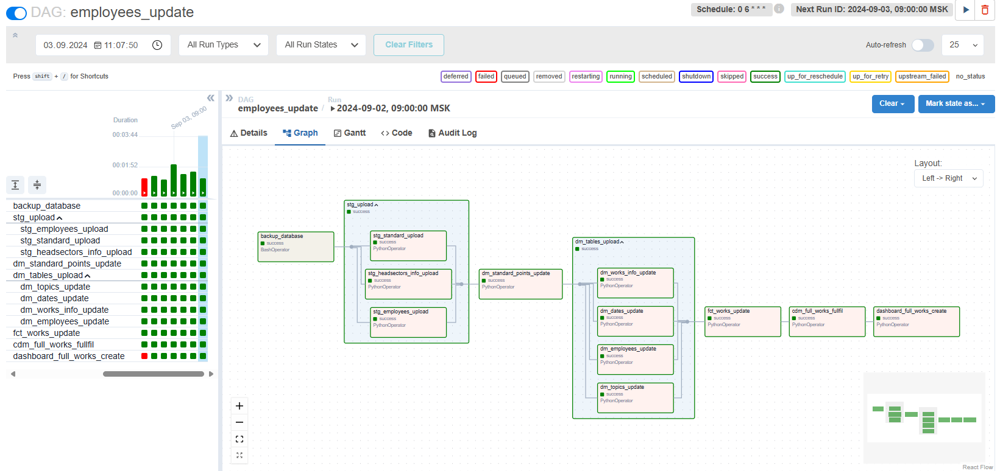 DAG: employees_update
Schedule: 0 6 * * *
Next Run ID: 2024-09-03, 09:00:00 MSK
03.09.2024 11:07:50
All Run Types
All Run States
Clear Filters
Auto-refresh
25
Press shift + / for Shortcuts
deferred failed queued removed restarting running scheduled shutdown skipped success up_for_reschedule up_for_retry upstream_failed no_status
DAG
employees_update /
Run
2024-09-02, 09:00:00 MSK
Clear
Mark state as...
Details
Graph
Gantt
Code
Audit Log
Duration
Sep 03, 09:00
00:03:44
00:01:52
00:00:00
backup_database
stg_upload
stg_employees_upload
stg_standard_upload
stg_headsectors_info_upload
dm_standard_points_update
dm_tables_upload
dm_topics_update
dm_dates_update
dm_works_info_update
dm_employees_update
fct_works_update
cdm_full_works_fullfil
dashboard_full_works_create
Layout:
Left -> Right
backup_database
success
BashOperator
stg_upload
success
stg_standard_upload
success
PythonOperator
stg_headsectors_info_upload
success
PythonOperator
stg_employees_upload
success
PythonOperator
dm_standard_points_update
success
PythonOperator
dm_tables_upload
success
dm_works_info_update
success
PythonOperator
dm_dates_update
success
PythonOperator
dm_employees_update
success
PythonOperator
dm_topics_update
success
PythonOperator
fct_works_update
success
PythonOperator
cdm_full_works_fullfil
success
PythonOperator
dashboard_full_works_create
success
PythonOperator
React Flow